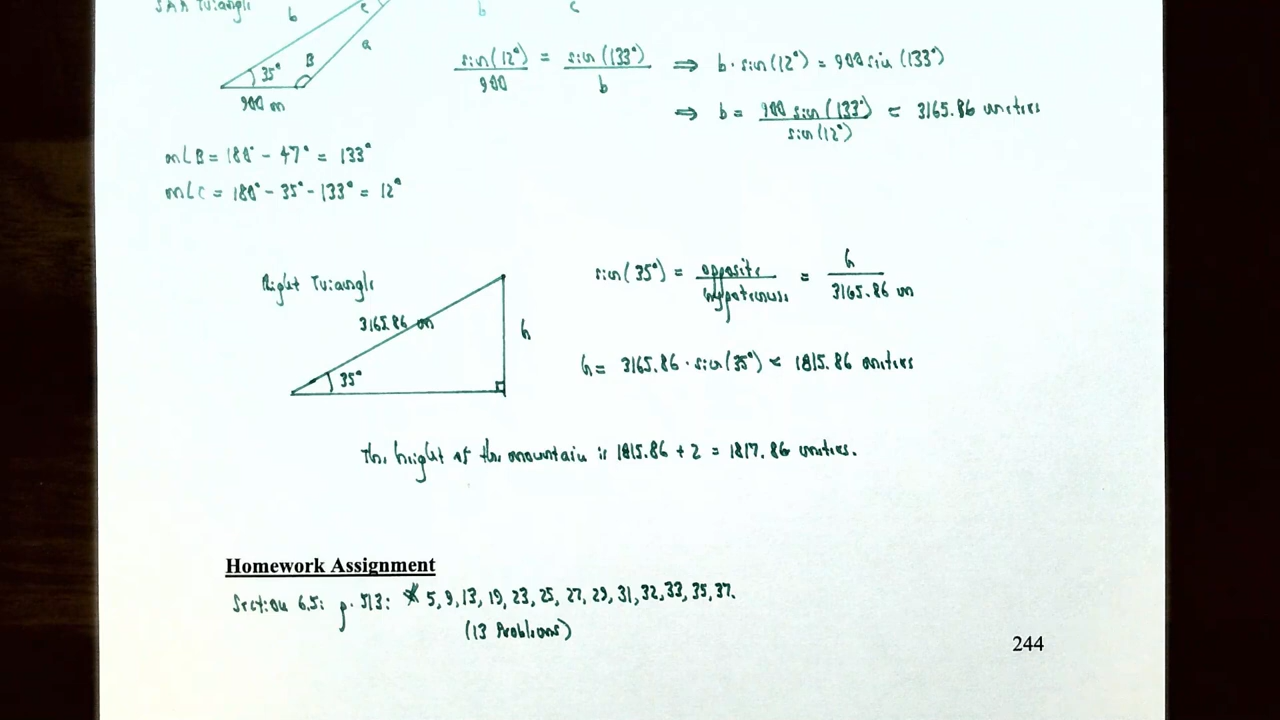 SAA Triangle
b
c
b
c
a
B
35°
900 m
sin(12°)/900 = sin(133°)/b ⇒ b·sin(12°) = 900 sin(133°)
⇒ b = 900 sin(133°)/sin(12°) ≈ 3165.86 meters
m∠B = 180° - 47° = 133°
m∠C = 180° - 35° - 133° = 12°
Right Triangle
3165.86 m
h
35°
sin(35°) = opposite/hypotenuse = h/3165.86 m
h = 3165.86 · sin(35°) ≈ 1815.86 meters
The height of the mountain is 1815.86 + 2 = 1817.86 meters.
Homework Assignment
Section 6.5: p. 513: # 5, 9, 13, 19, 23, 25, 27, 29, 31, 32, 33, 35, 37.
(13 Problems)
244